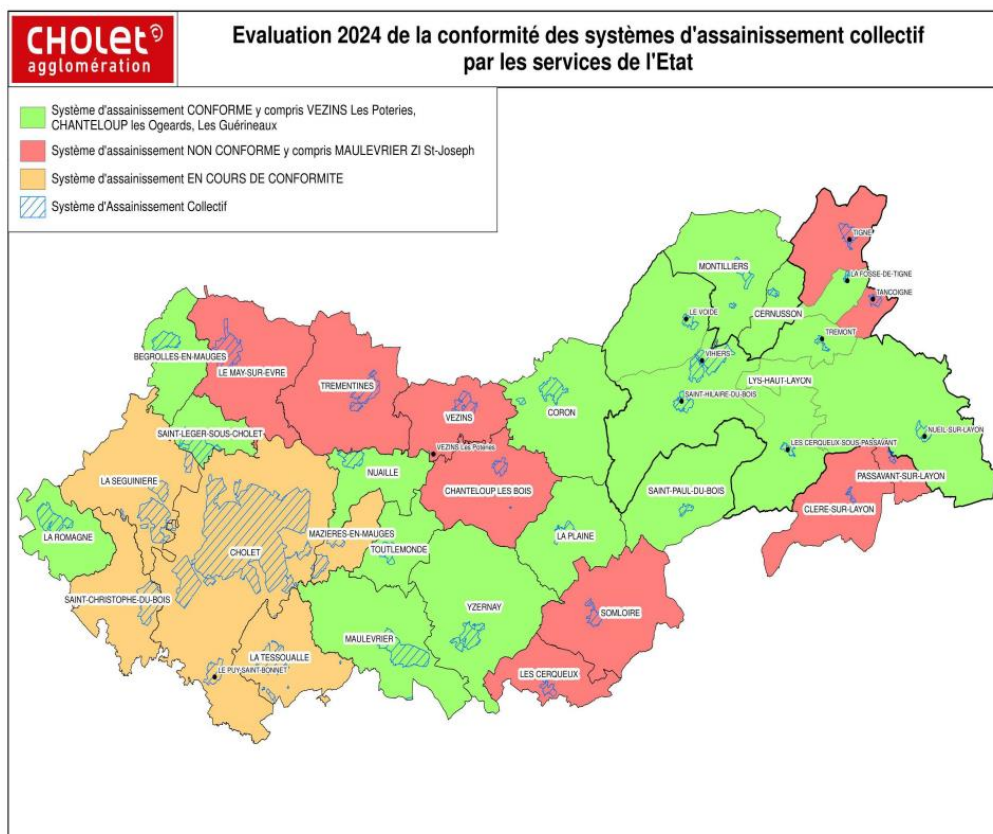 CHOLET
agglomération
Evaluation 2024 de la conformité des systèmes d'assainissement collectif
par les services de l'Etat
Système d'assainissement CONFORME y compris VEZINS Les Poteries,
CHANTELOUP les Ogeards, Les Guérineaux
Système d'assainissement NON CONFORME y compris MAULEVRIER ZI St-Joseph
Système d'assainissement EN COURS DE CONFORMITE
Système d'Assainissement Collectif
TIGNE
MONTILLIERS
LA FOSSE-DE-TIGNE
TANCOIGNE
CERNUSSON
LE VOIDE
TREMONT
BEGROLLES-EN-MAUGES
VIHIERS
LE MAY-SUR-EVRE
TREMENTINES
LYS-HAUT-LAYON
SAINT-HILAIRE-DU-BOIS
CORON
VEZINS
SAINT-LEGER-SOUS-CHOLET
NUEIL-SUR-LAYON
LES CERQUEUX-SOUS-PASSAVANT
VEZINS Les Poteries
NUAILLE
PASSAVANT-SUR-LAYON
LA SEGUINIERE
CHANTELOUP LES BOIS
SAINT-PAUL-DU-BOIS
CLERE-SUR-LAYON
MAZIERES-EN-MAUGES
LA ROMAGNE
LA PLAINE
TOUTLEMONDE
CHOLET
SAINT-CHRISTOPHE-DU-BOIS
YZERNAY
SOMLOIRE
MAULEVRIER
LA TESSOUALLE
LE PUY-SAINT-BONNET
LES CERQUEUX